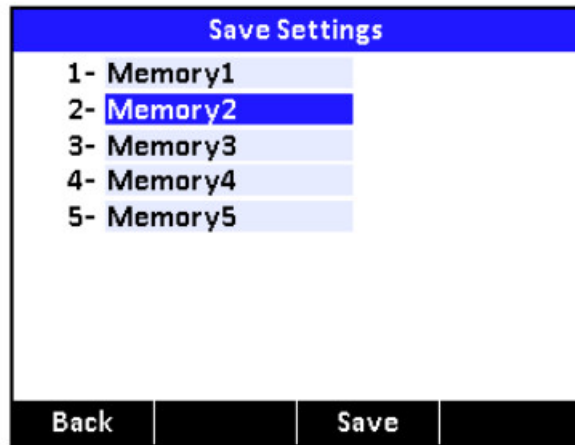 Save Settings
1- Memory1
2- Memory2
3- Memory3
4- Memory4
5- Memory5
Back Save